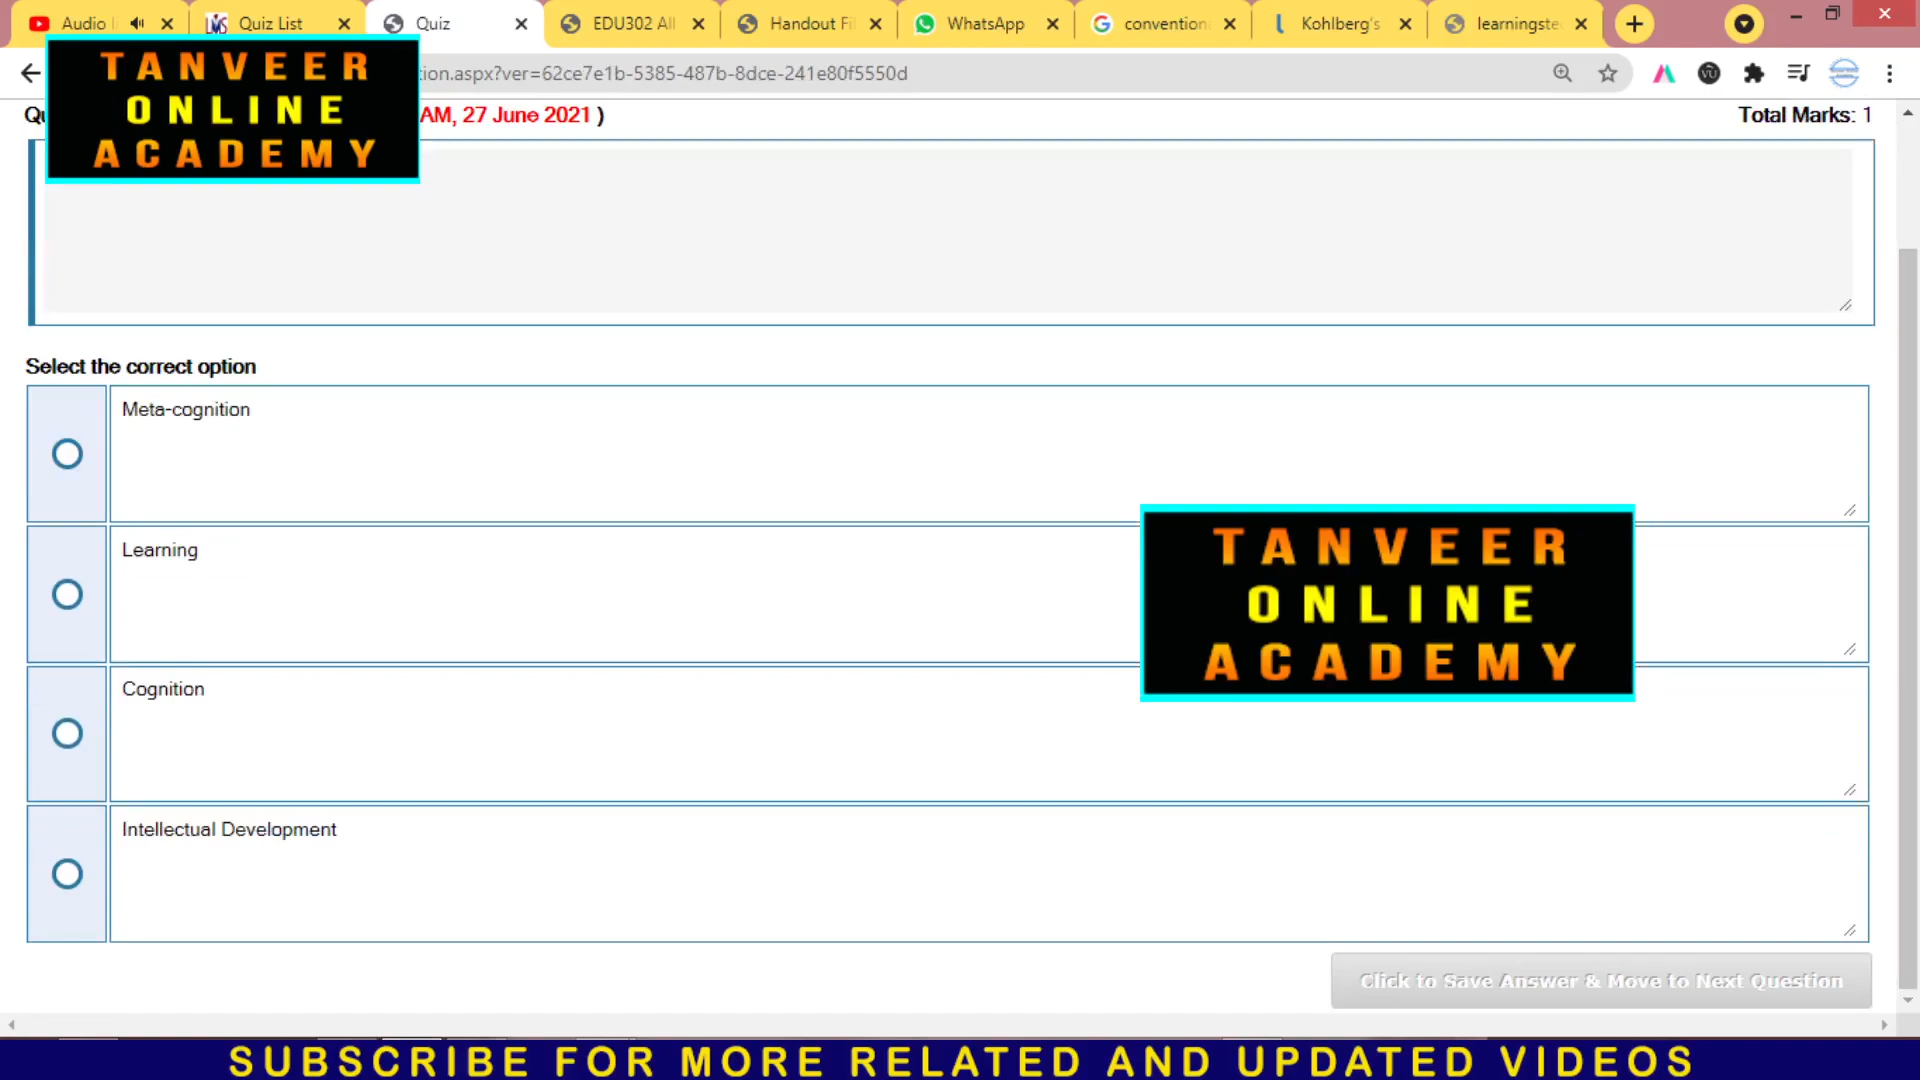 Audio
Quiz List
Quiz
EDU302 All
Handout Fi
WhatsApp
convention
Kohlberg's
learningste
tion.aspx?ver=62ce7e1b-5385-487b-8dce-241e80f5550d
TANVEER
ONLINE
ACADEMY
Qu
AM, 27 June 2021 )
Total Marks: 1
Select the correct option
Meta-cognition
Learning
TANVEER
ONLINE
ACADEMY
Cognition
Intellectual Development
Click to Save Answer & Move to Next Question
SUBSCRIBE FOR MORE RELATED AND UPDATED VIDEOS